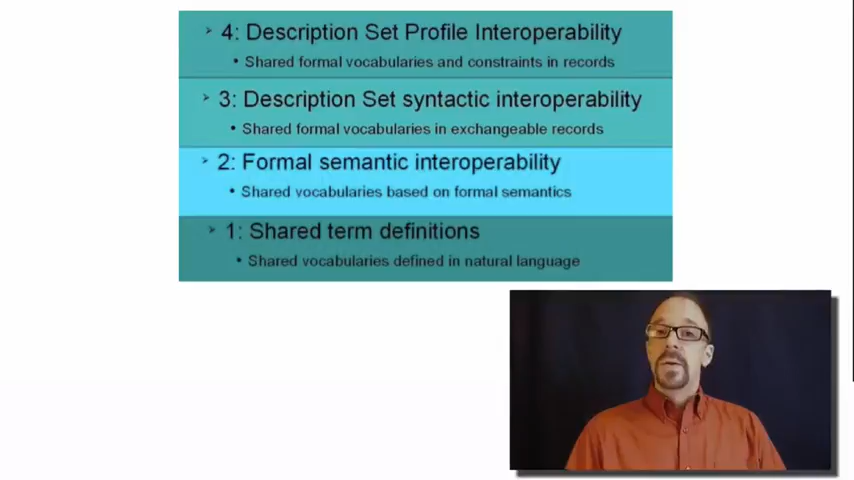 4: Description Set Profile Interoperability
Shared formal vocabularies and constraints in records
3: Description Set syntactic interoperability
Shared formal vocabularies in exchangeable records
2: Formal semantic interoperability
Shared vocabularies based on formal semantics
1: Shared term definitions
Shared vocabularies defined in natural language